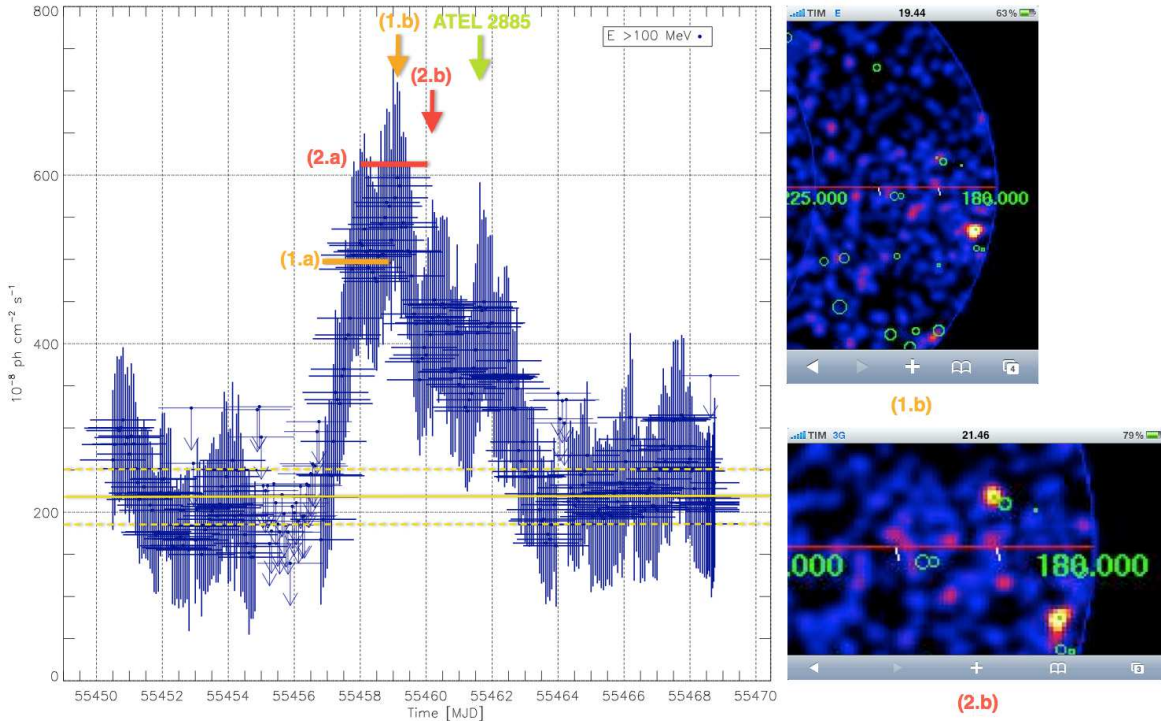 800
600
400
200
0
10⁻⁸ ph cm⁻² s⁻¹
(1.b) ATEL 2885
E >100 MeV
(2.b)
(2.a)
(1.a)
55450 55452 55454 55456 55458 55460 55462 55464 55466 55468 55470
Time [MJD]
TIM E 19.44 63%
225.000 180.000
4
(1.b)
TIM 3G 21.46 79%
.000 180.000
3
(2.b)